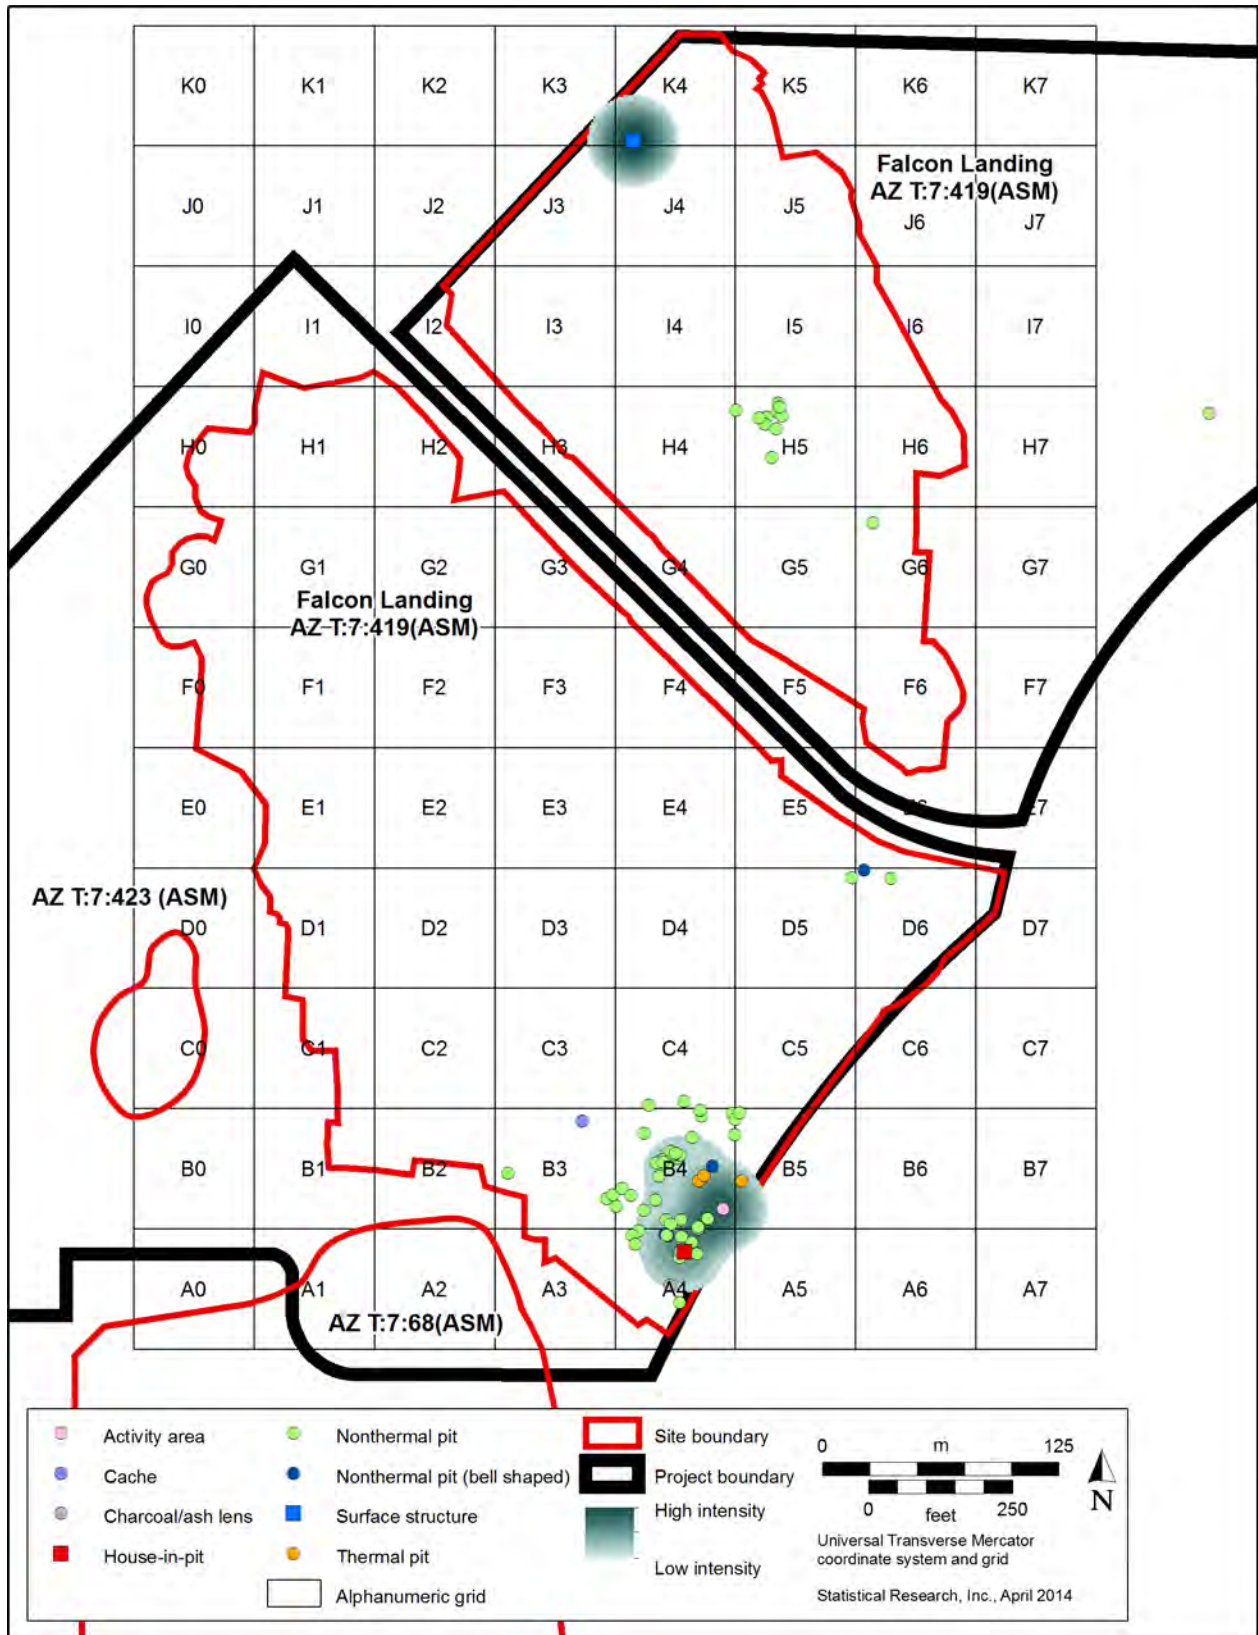 K0 K1 K2 K3 K4 K5 K6 K7
Falcon Landing
AZ T:7:419(ASM)
J0 J1 J2 J3 J4 J5 J6 J7
I0 I1 I2 I3 I4 I5 I6 I7
H0 H1 H2 H3 H4 H5 H6 H7
G0 G1 G2 G3 G4 G5 G6 G7
Falcon Landing
AZ T:7:419(ASM)
F0 F1 F2 F3 F4 F5 F6 F7
E0 E1 E2 E3 E4 E5 E6 E7
AZ T:7:423 (ASM)
D0 D1 D2 D3 D4 D5 D6 D7
C0 C1 C2 C3 C4 C5 C6 C7
B0 B1 B2 B3 B4 B5 B6 B7
A0 A1 A2 A3 A4 A5 A6 A7
AZ T:7:68(ASM)
Activity area
Cache
Charcoal/ash lens
House-in-pit
Nonthermal pit
Nonthermal pit (bell shaped)
Surface structure
Thermal pit
Alphanumeric grid
Site boundary
Project boundary
High intensity
Low intensity
0 m 125
0 feet 250
N
Universal Transverse Mercator
coordinate system and grid
Statistical Research, Inc., April 2014